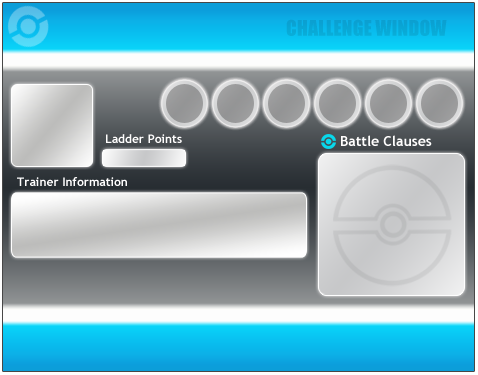 CHALLENGE WINDOW
Ladder Points
Battle Clauses
Trainer Information